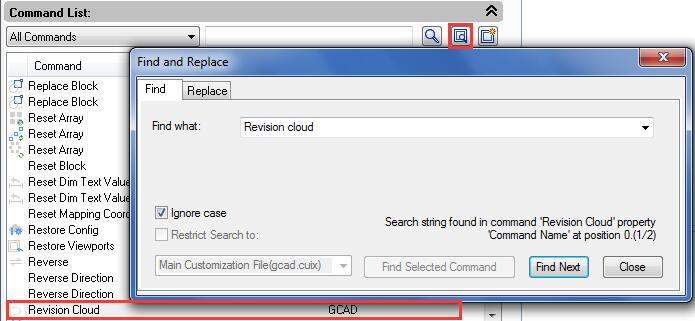 Command List:
All Commands
Command
Replace Block
Replace Block
Reset Array
Reset Array
Reset Array
Reset Block
Reset Dim Text Value
Reset Dim Text Value
Reset Mapping Coord
Restore Config
Restore Viewports
Reverse
Reverse Direction
Reverse Direction
Revision Cloud GCAD
Find and Replace
Find Replace
Find what: Revision cloud
Ignore case
Restrict Search to:
Search string found in command 'Revision Cloud' property
'Command Name' at position 0.(1/2)
Main Customization File(gcad.cuix) Find Selected Command Find Next Close